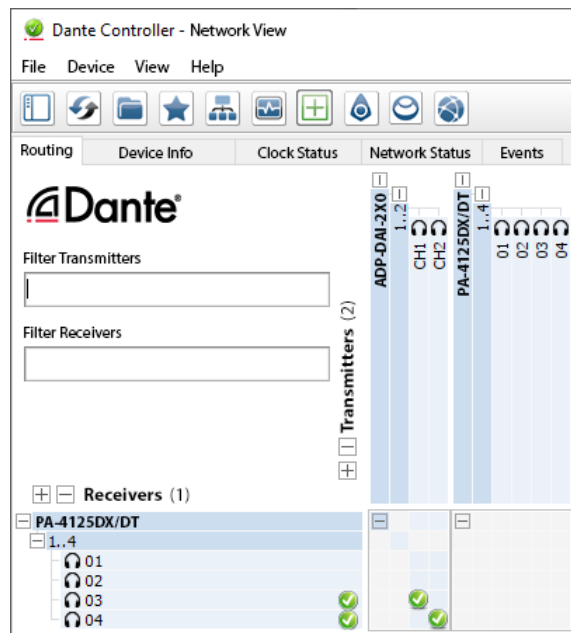 Dante Controller - Network View
File Device View Help
Routing Device Info Clock Status Network Status Events
Dante®
Filter Transmitters
Filter Receivers
Transmitters (2)
ADP-DAI-2X0
1..2
CH1
CH2
PA-4125DX/DT
1..4
01
02
03
04
Receivers (1)
PA-4125DX/DT
1..4
01
02
03
04